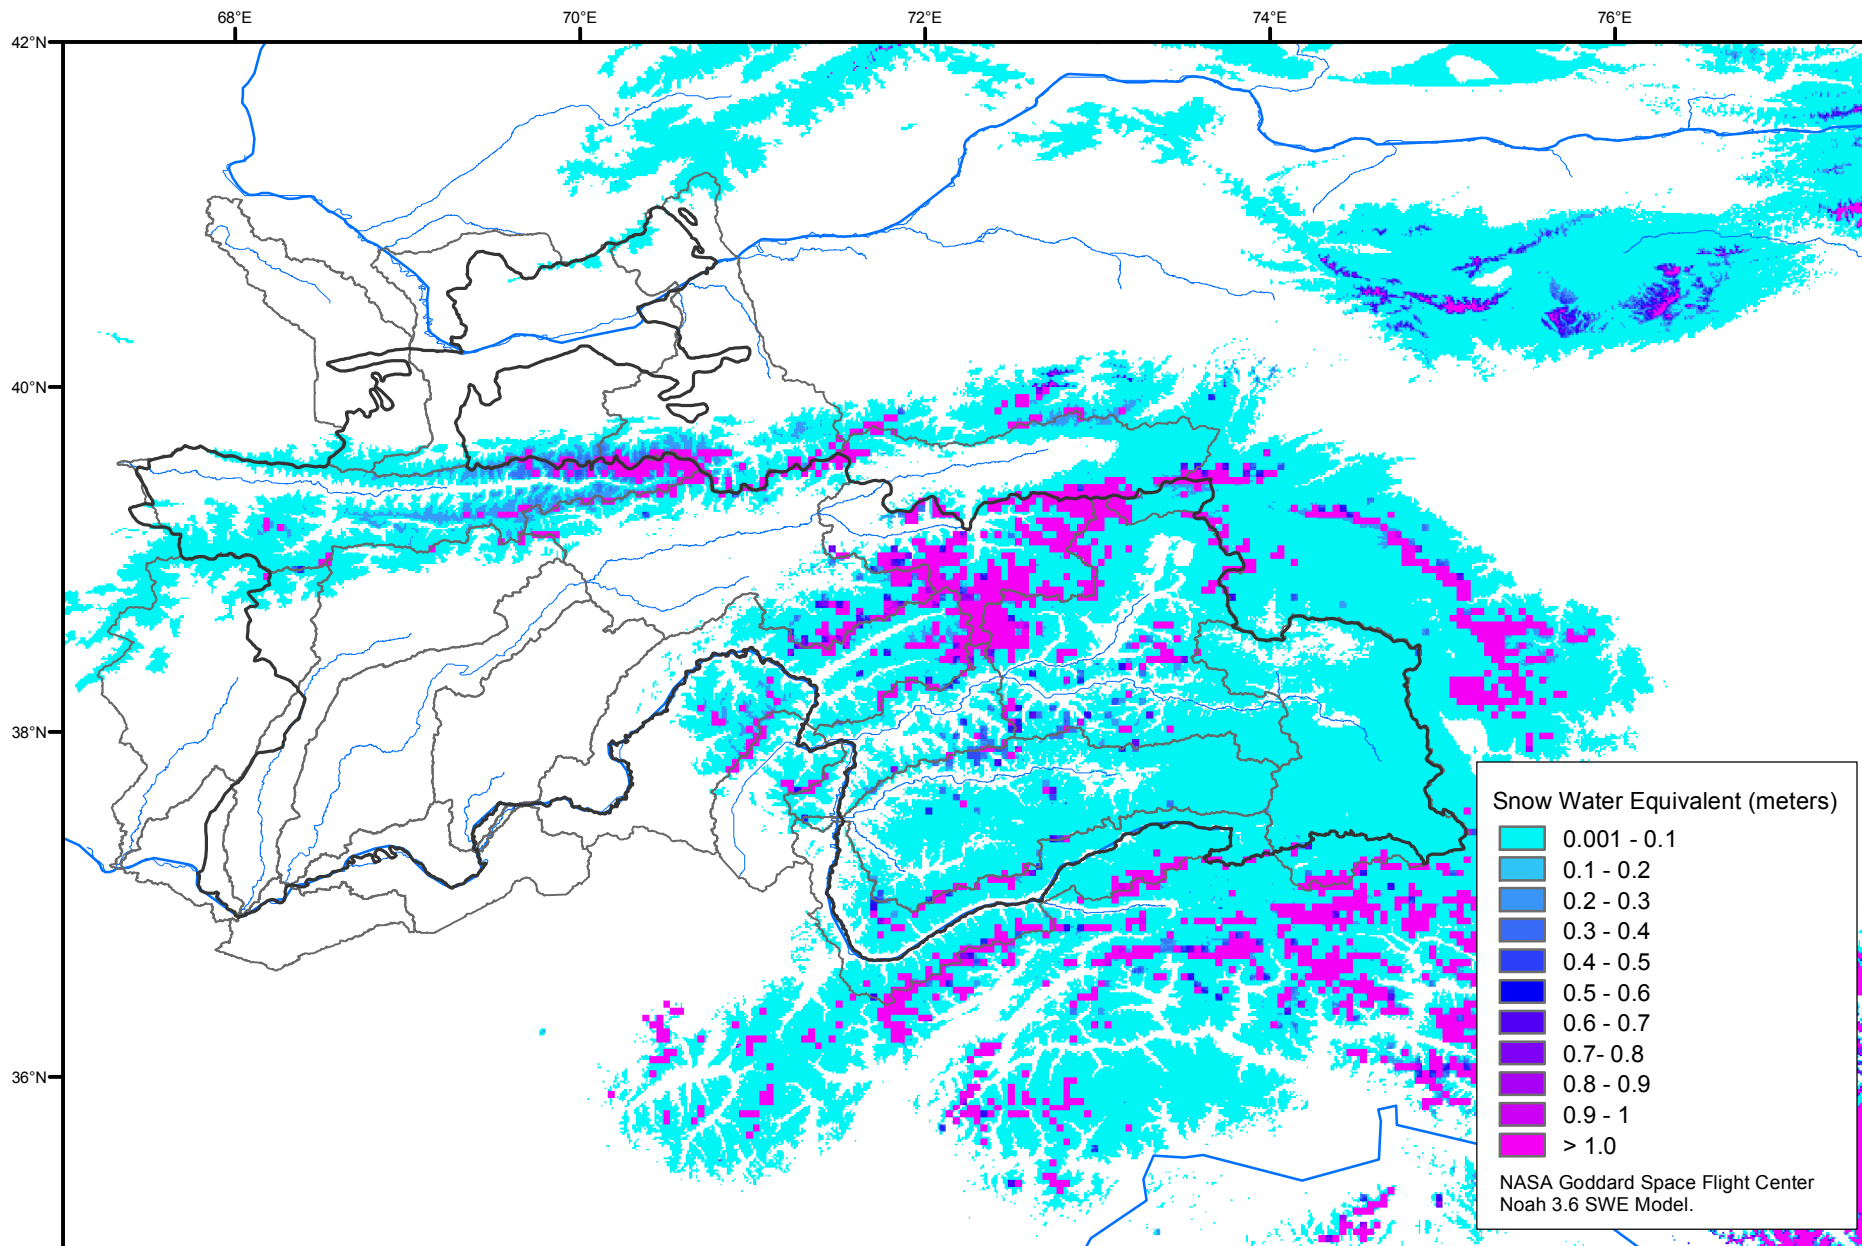 68°E
70°E
72°E
74°E
76°E
42°N
40°N
38°N
36°N
Snow Water Equivalent (meters)
0.001 - 0.1
0.1 - 0.2
0.2 - 0.3
0.3 - 0.4
0.4 - 0.5
0.5 - 0.6
0.6 - 0.7
0.7- 0.8
0.8 - 0.9
0.9 - 1
> 1.0
NASA Goddard Space Flight Center
Noah 3.6 SWE Model.